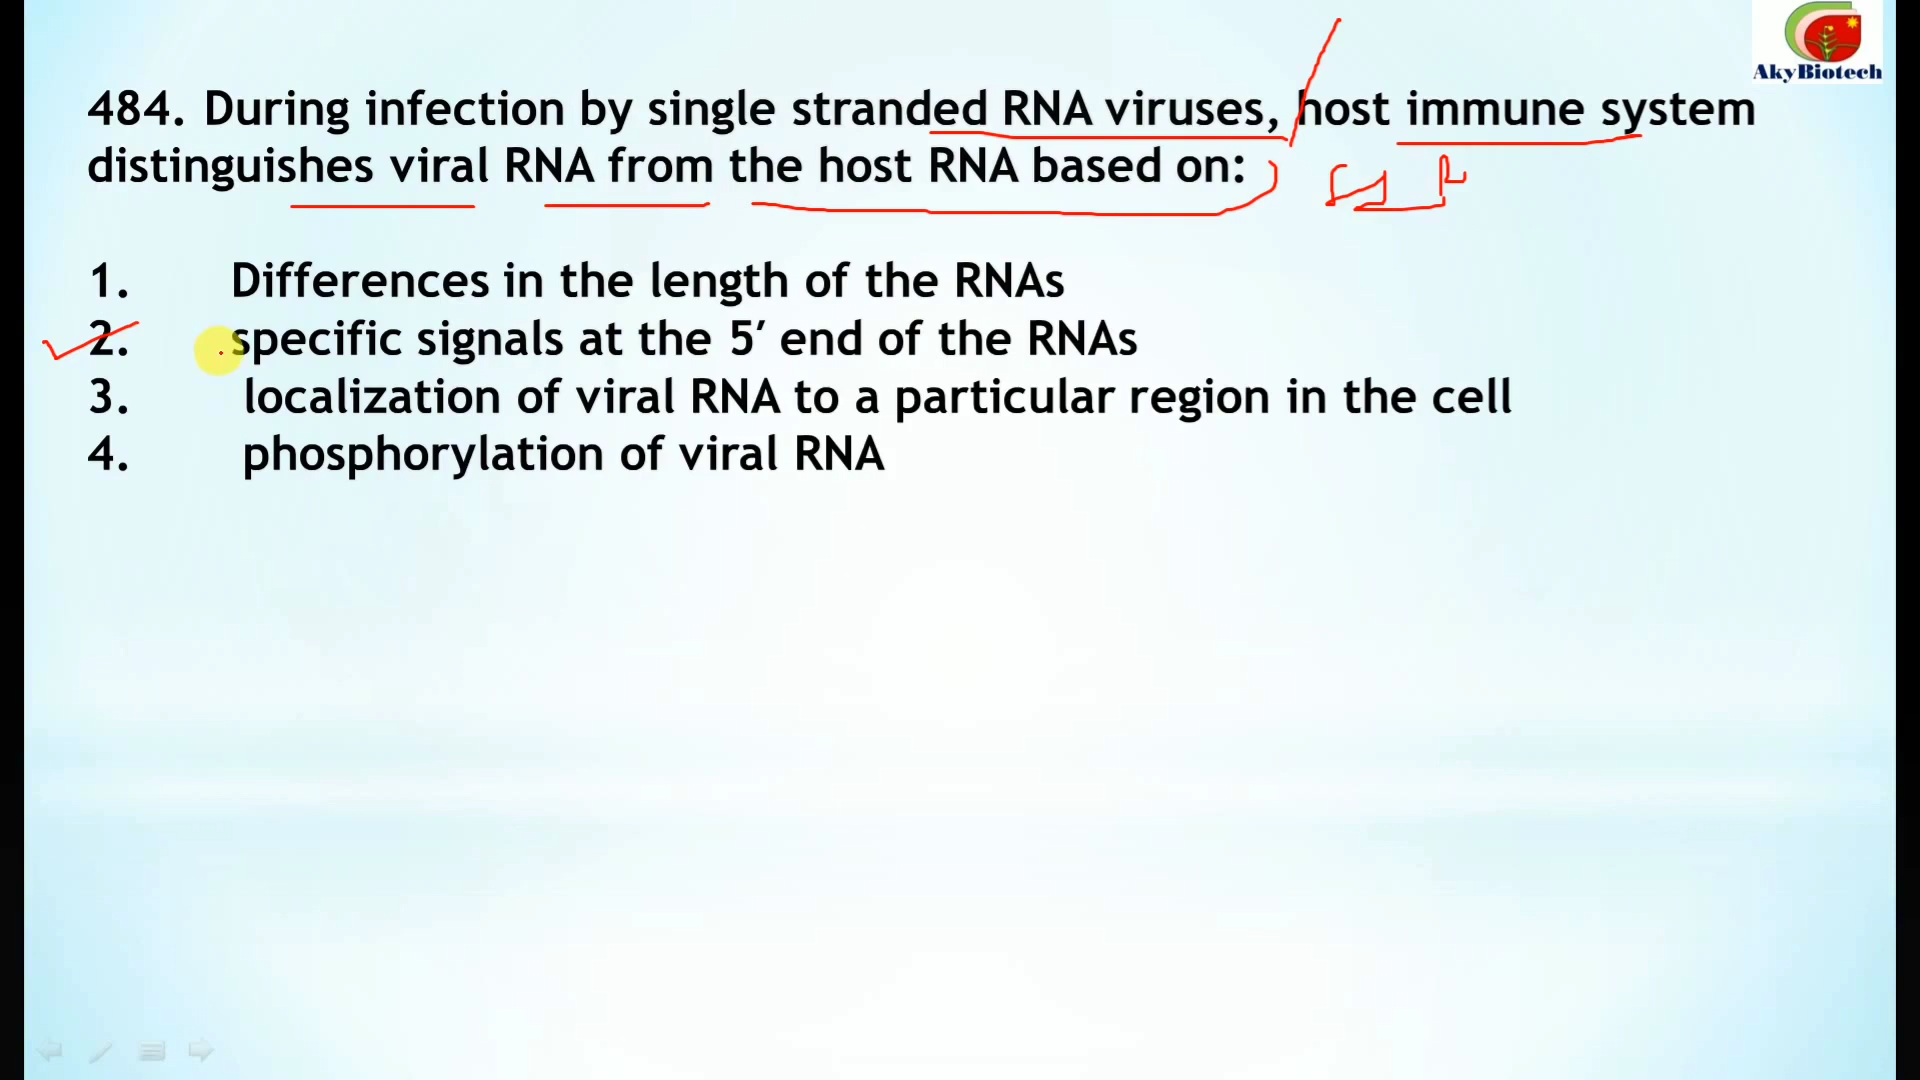 AkyBiotech
484. During infection by single stranded RNA viruses, host immune system
distinguishes viral RNA from the host RNA based on:
1. Differences in the length of the RNAs
2. specific signals at the 5′ end of the RNAs
3. localization of viral RNA to a particular region in the cell
4. phosphorylation of viral RNA